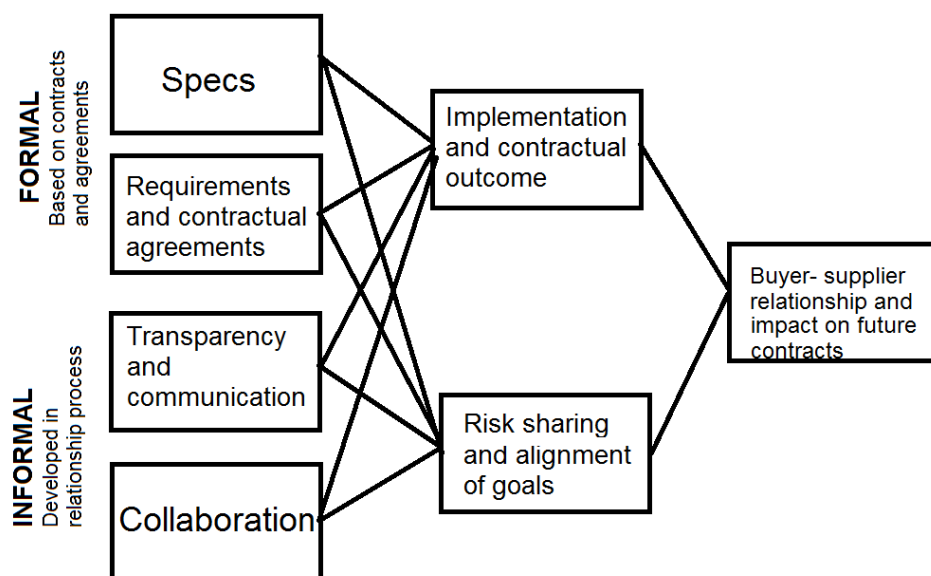 FORMAL
Based on contracts
and agreements
Specs
Requirements
and contractual
agreements
INFORMAL
Developed in
relationship process
Transparency
and
communication
Collaboration
Implementation
and contractual
outcome
Risk sharing
and alignment
of goals
Buyer- supplier
relationship and
impact on future
contracts